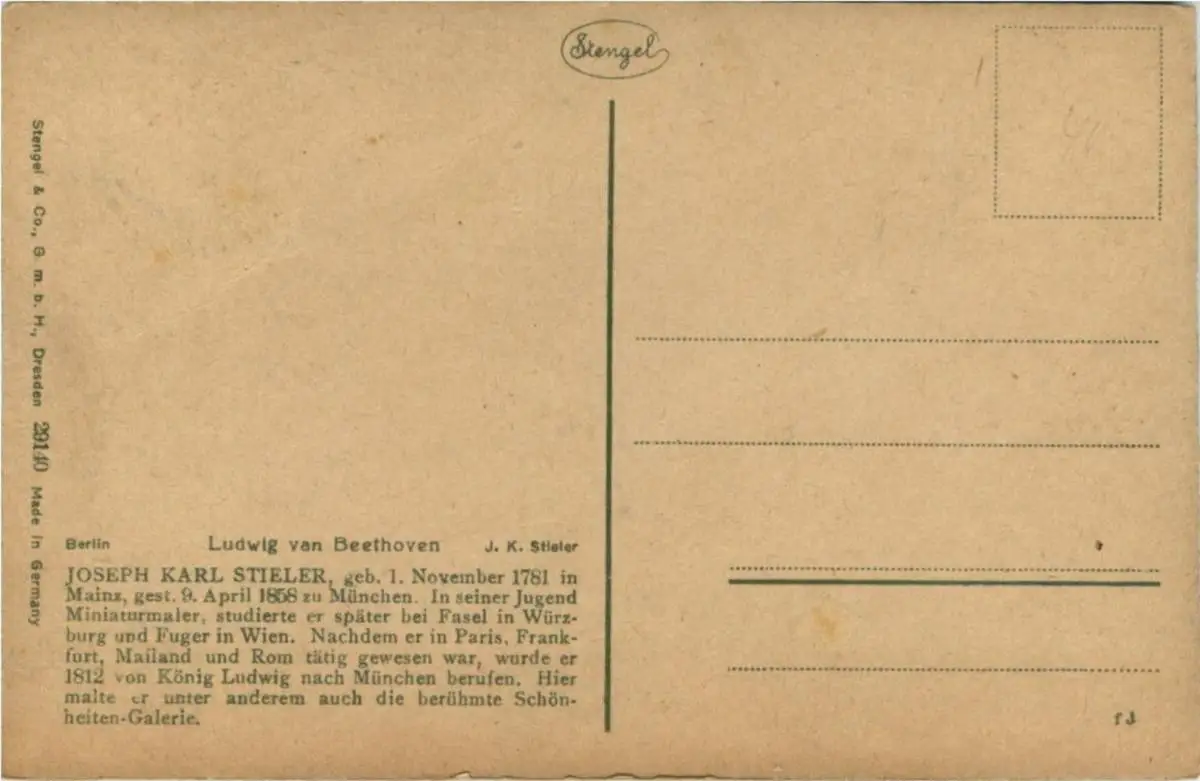 Stengel
Stengel & Co., G. m. b. H., Dresden 29140 Made in Germany
Berlin Ludwig van Beethoven J. K. Stieler
JOSEPH KARL STIELER, geb. 1. November 1781 in
Mainz, gest. 9. April 1858 zu München. In seiner Jugend
Miniaturmaler, studierte er später bei Fasel in Würz-
burg und Fuger in Wien. Nachdem er in Paris, Frank-
furt, Mailand und Rom tätig gewesen war, wurde er
1812 von König Ludwig nach München berufen. Hier
malte er unter anderem auch die berühmte Schön-
heiten-Galerie.